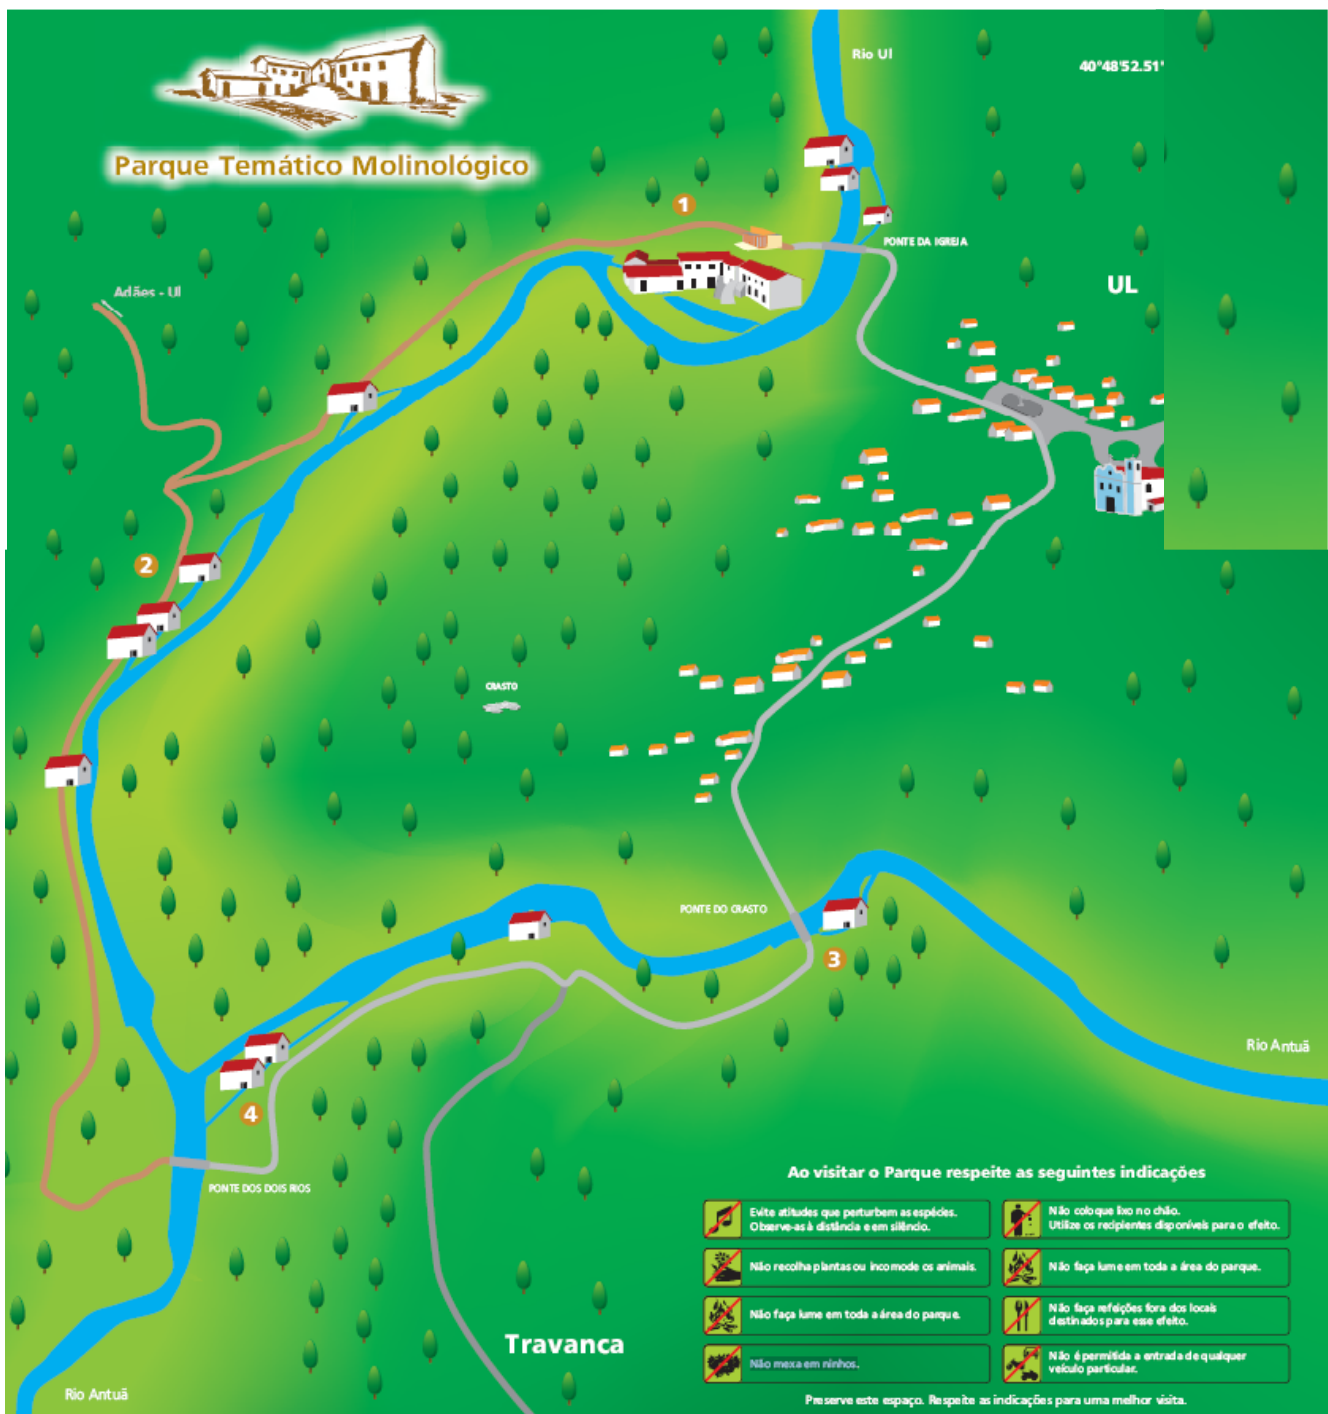 Parque Temático Molinológico
Rio Ul
40°48'52.51"
1
PONTE DA IGREJA
UL
Adães - Ul
2
CRASTO
PONTE DO CRASTO
3
Rio Antuã
4
PONTE DOS DOIS RIOS
Travanca
Rio Antuã
Ao visitar o Parque respeite as seguintes indicações
Evite atitudes que perturbem as espécies.
Observe-as à distância e em silêncio.
Não coloque lixo no chão.
Utilize os recipientes disponíveis para o efeito.
Não recolha plantas ou incomode os animais.
Não faça lume em toda a área do parque.
Não faça lume em toda a área do parque.
Não faça refeições fora dos locais
destinados para esse efeito.
Não mexa em ninhos.
Não é permitida a entrada de qualquer
veículo particular.
Preserve este espaço. Respeite as indicações para uma melhor visita.